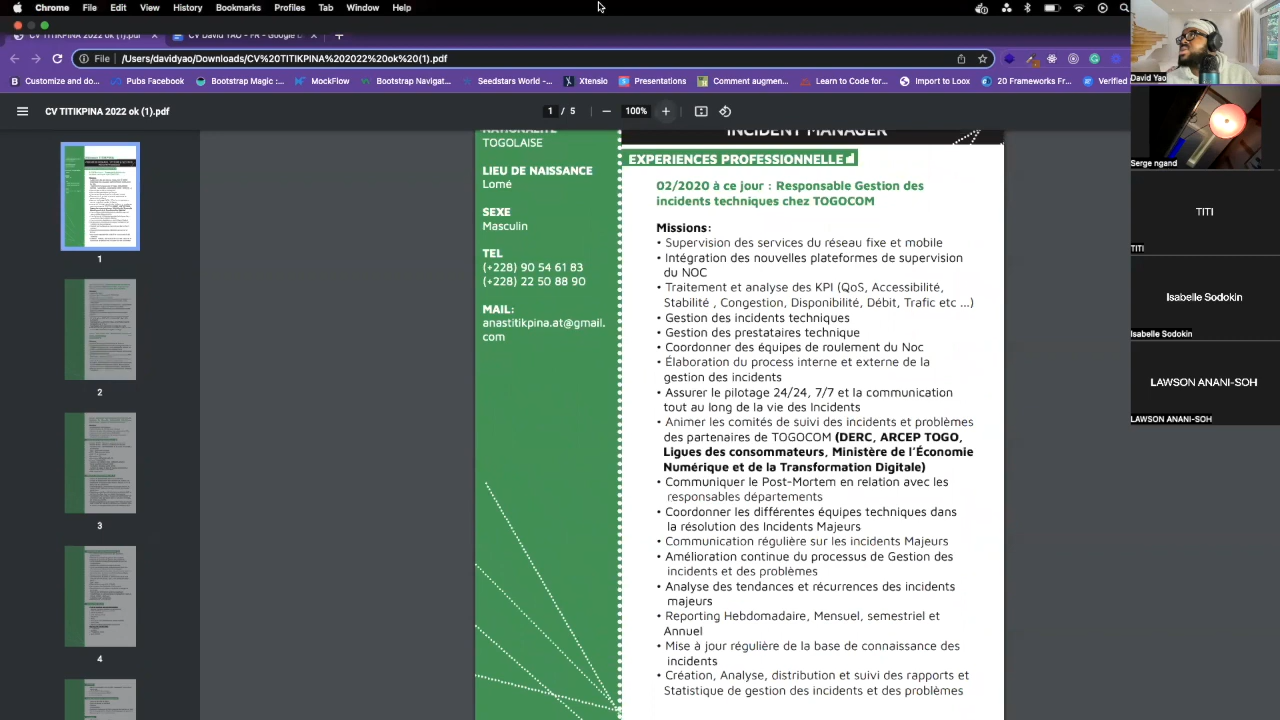 Chrome File Edit View History Bookmarks Profiles Tab Window Help
CV TITIKPINA 2022 ok (1).pdf
CV David YAO - FR - Google D
File /Users/davidyao/Downloads/CV%20TITIKPINA%202022%20ok%20(1).pdf
Customize and do...
Pubs Facebook
Bootstrap Magic :...
MockFlow
Bootstrap Navigat...
Seedstars World -...
Xtensio
Presentations
Comment augmen...
Learn to Code for...
Import to Loox
20 Frameworks Fr...
Verified
CV TITIKPINA 2022 ok (1).pdf
1 / 5
100%
1
2
3
4
NATIONALITÉ
TOGOLAISE
LIEU DE NAISSANCE
Lomé
SEXE
Masculin
TEL
(+228) 90 54 61 83
MAIL:
anastitikpinaas@gmail.
com
INCIDENT MANAGER
EXPERIENCES PROFESSIONELLE
02/2020 à ce jour : Responsable Gestion des
incidents techniques chez TOGOCOM
Missions:
• Supervision des services du réseau fixe et mobile
• Intégration des nouvelles plateformes de supervision
du NOC
• Traitement et analyse des KPI (QoS, Accessibilité,
Stabilité , Congestion, Disponibilité, Débit, Trafic etc ...)
• Gestion des incidents techniques
• Gestion des prestataires technique
• Coordonner des équipes de roulement du Noc
• Élaboration du process interne et externe de la
gestion des incidents
• Assurer le pilotage 24/24, 7/7 et la communication
tout au long de la vie des incidents
• Animer les comités de suivi des incidents et problèmes
des partenaires de TOGOCOM
Ligue des consommateur, Ministère de l'Économie
Numérique et de la Transmission Digitale)
• Communiquer le Post-Mortem en relation avec les
responsables départements
• Coordonner les différentes équipes techniques dans
la résolution des Incidents Majeurs
• Communication régulière sur les incidents Majeurs
• Amélioration continue processus de Gestion des
incidents et des problèmes
• Analyse des tendances et récurrences des incidents
majeurs
• Reporting Hebdomadaire, Mensuel, Semestriel et
Annuel
• Mise à jour régulière de la base de connaissance des
incidents
• Création, Analyse, distribution et suivi des rapports et
Statistique de gestion des incidents et des problèmes
David Yao
Serge ngand
TITI
TITI
Isabelle Sodokin
Isabelle Sodokin
LAWSON ANANI-SOH
LAWSON ANANI-SOH